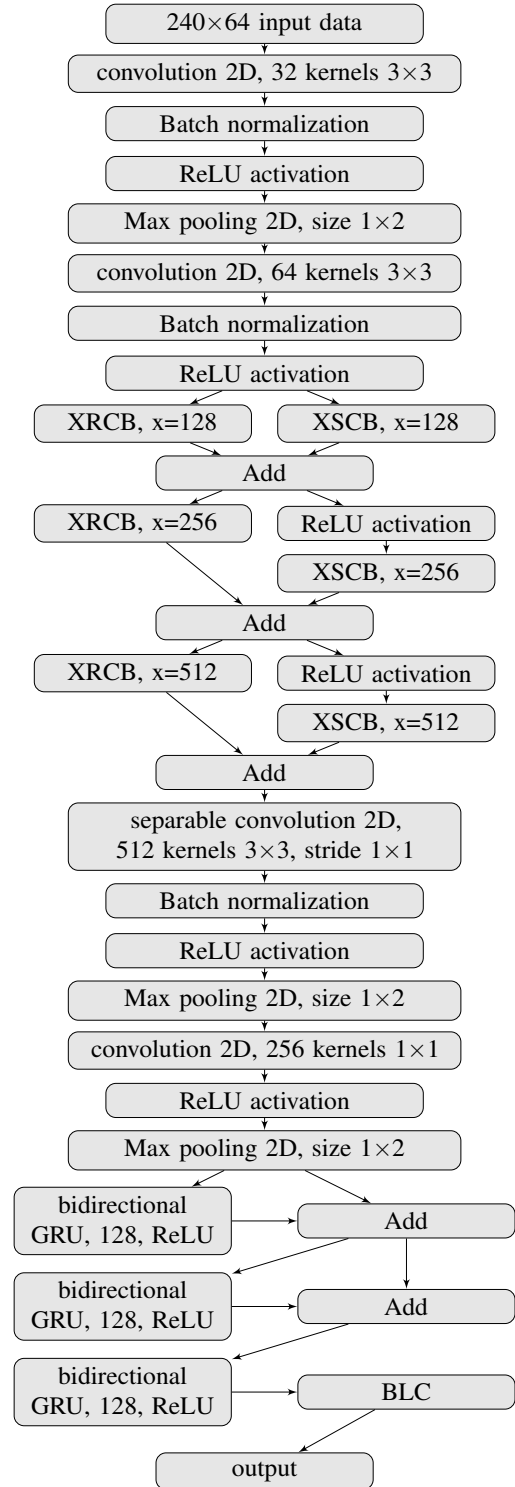 240×64 input data
convolution 2D, 32 kernels 3×3
Batch normalization
ReLU activation
Max pooling 2D, size 1×2
convolution 2D, 64 kernels 3×3
Batch normalization
ReLU activation
XRCB, x=128
XSCB, x=128
Add
XRCB, x=256
ReLU activation
XSCB, x=256
Add
XRCB, x=512
ReLU activation
XSCB, x=512
Add
separable convolution 2D,
512 kernels 3×3, stride 1×1
Batch normalization
ReLU activation
Max pooling 2D, size 1×2
convolution 2D, 256 kernels 1×1
ReLU activation
Max pooling 2D, size 1×2
bidirectional
GRU, 128, ReLU
Add
bidirectional
GRU, 128, ReLU
Add
bidirectional
GRU, 128, ReLU
BLC
output